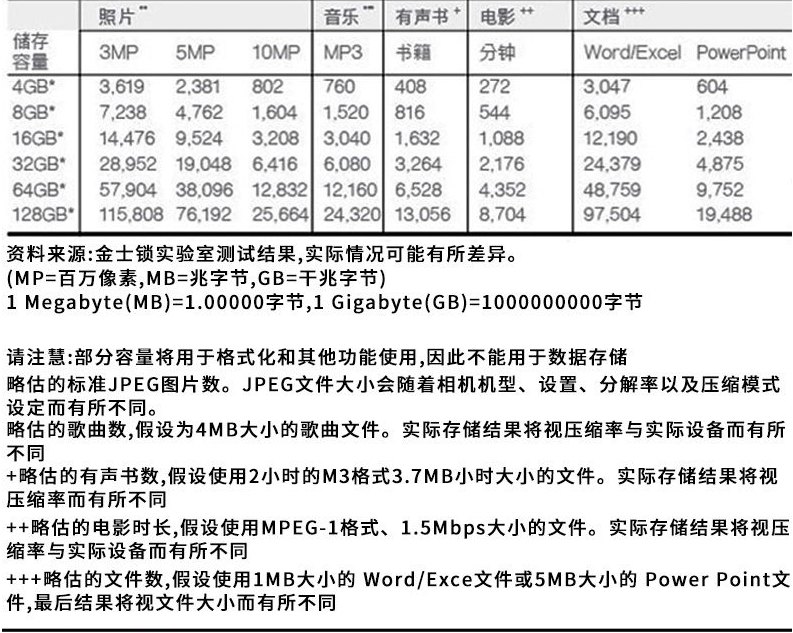 照片** 音乐*** 有声书+ 电影++ 文档+++
储存容量 3MP 5MP 10MP MP3 书籍 分钟 Word/Excel PowerPoint
4GB* 3,619 2,381 802 760 408 272 3,047 604
8GB* 7,238 4,762 1,604 1,520 816 544 6,095 1,208
16GB* 14,476 9,524 3,208 3,040 1,632 1,088 12,190 2,438
32GB* 28,952 19,048 6,416 6,080 3,264 2,176 24,379 4,875
64GB* 57,904 38,096 12,832 12,160 6,528 4,352 48,759 9,752
128GB* 115,808 76,192 25,664 24,320 13,056 8,704 97,504 19,488
资料来源:金士锁实验室测试结果,实际情况可能有所差异。
(MP=百万像素,MB=兆字节,GB=干兆字节)
1 Megabyte(MB)=1.00000字节,1 Gigabyte(GB)=1000000000字节
请注慧:部分容量将用于格式化和其他功能使用,因此不能用于数据存储
略估的标准JPEG图片数。JPEG文件大小会随着相机机型、设置、分解率以及压缩模式
设定而有所不同。
略估的歌曲数,假设为4MB大小的歌曲文件。实际存储结果将视压缩率与实际设备而有所
不同
+略估的有声书数,假设使用2小时的M3格式3.7MB小时大小的文件。实际存储结果将视
压缩率而有所不同
++略估的电影时长,假设使用MPEG-1格式、1.5Mbps大小的文件。实际存储结果将视压
缩率与实际设备而有所不同
+++略估的文件数,假设使用1MB大小的 Word/Exce文件或5MB大小的 Power Point文
件,最后结果将视文件大小而有所不同